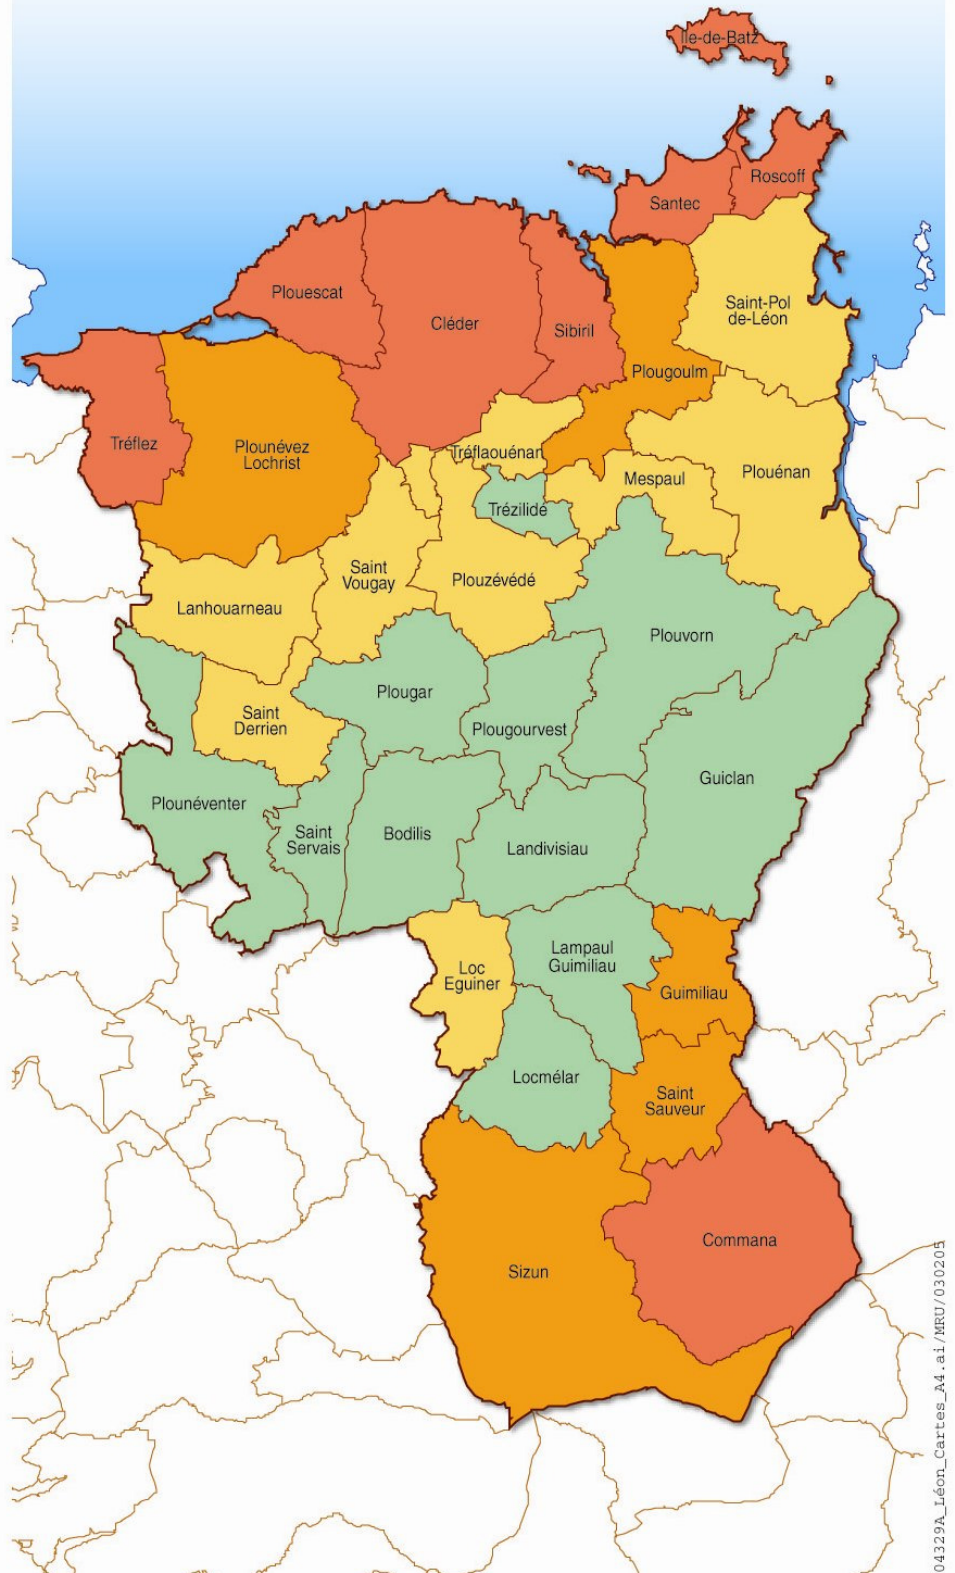 Ile-de-Batz
Roscoff
Santec
Plouescat
Cléder
Sibiril
Saint-Pol
de-Léon
Plougoulm
Tréflez
Plounévez
Lochrist
Tréflaouénan
Mespaul
Plouénan
Trézilidé
Saint
Vougay
Plouzévédé
Lanhouarneau
Plouvorn
Plougar
Saint
Derrien
Plougourvest
Guiclan
Plounéventer
Saint
Servais
Bodilis
Landivisiau
Loc
Eguiner
Lampaul
Guimiliau
Guimiliau
Locmélar
Saint
Sauveur
Commana
Sizun
04329A_Léon_Cartes_A4.ai/MRU/030205